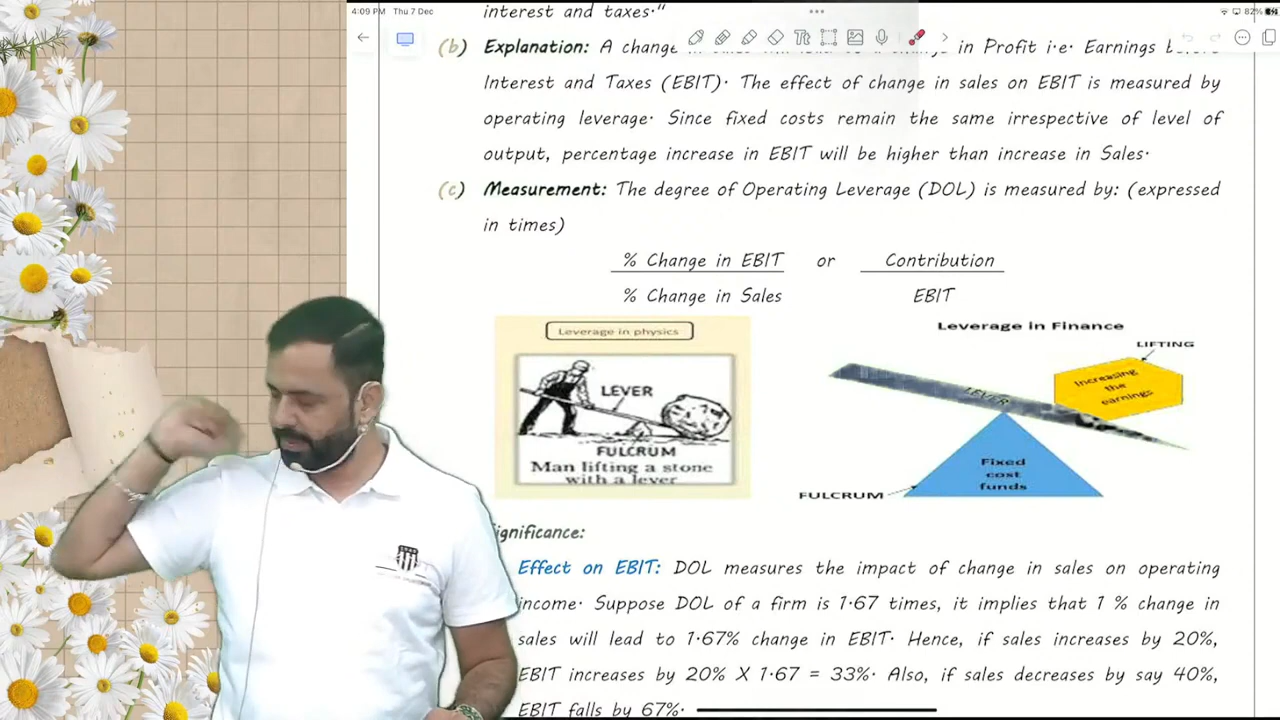 4:09 PM Thu 7 Dec
82%
interest and taxes."
(b) Explanation: A change in Profit i.e. Earnings
Interest and Taxes (EBIT). The effect of change in sales on EBIT is measured by
operating leverage. Since fixed costs remain the same irrespective of level of
output, percentage increase in EBIT will be higher than increase in Sales.
(c) Measurement: The degree of Operating Leverage (DOL) is measured by: (expressed
in times)
% Change in EBIT or Contribution
% Change in Sales EBIT
Leverage in physics
LEVER
FULCRUM
Man lifting a stone
with a lever
Leverage in Finance
LIFTING
Increasing
the
earnings
LEVER
Fixed
cost
funds
FULCRUM
ignificance:
Effect on EBIT: DOL measures the impact of change in sales on operating
income. Suppose DOL of a firm is 1.67 times, it implies that 1 % change in
sales will lead to 1.67% change in EBIT. Hence, if sales increases by 20%,
EBIT increases by 20% X 1.67 = 33%. Also, if sales decreases by say 40%,
EBIT falls by 67%.